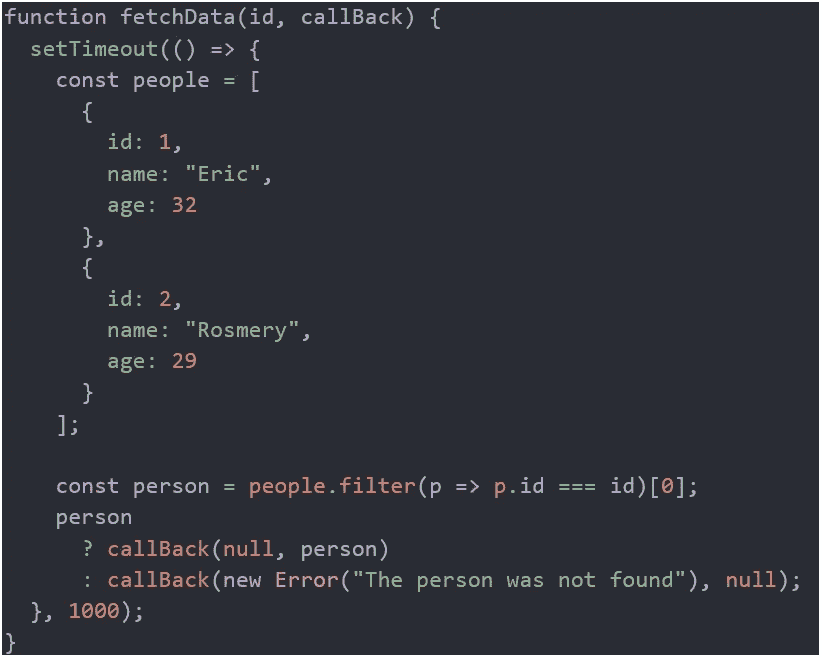 function fetchData(id, callBack) {
  setTimeout(() => {
    const people = [
      {
        id: 1,
        name: "Eric",
        age: 32
      },
      {
        id: 2,
        name: "Rosmery",
        age: 29
      }
    ];

    const person = people.filter(p => p.id === id)[0];
    person
      ? callBack(null, person)
      : callBack(new Error("The person was not found"), null);
  }, 1000);
}